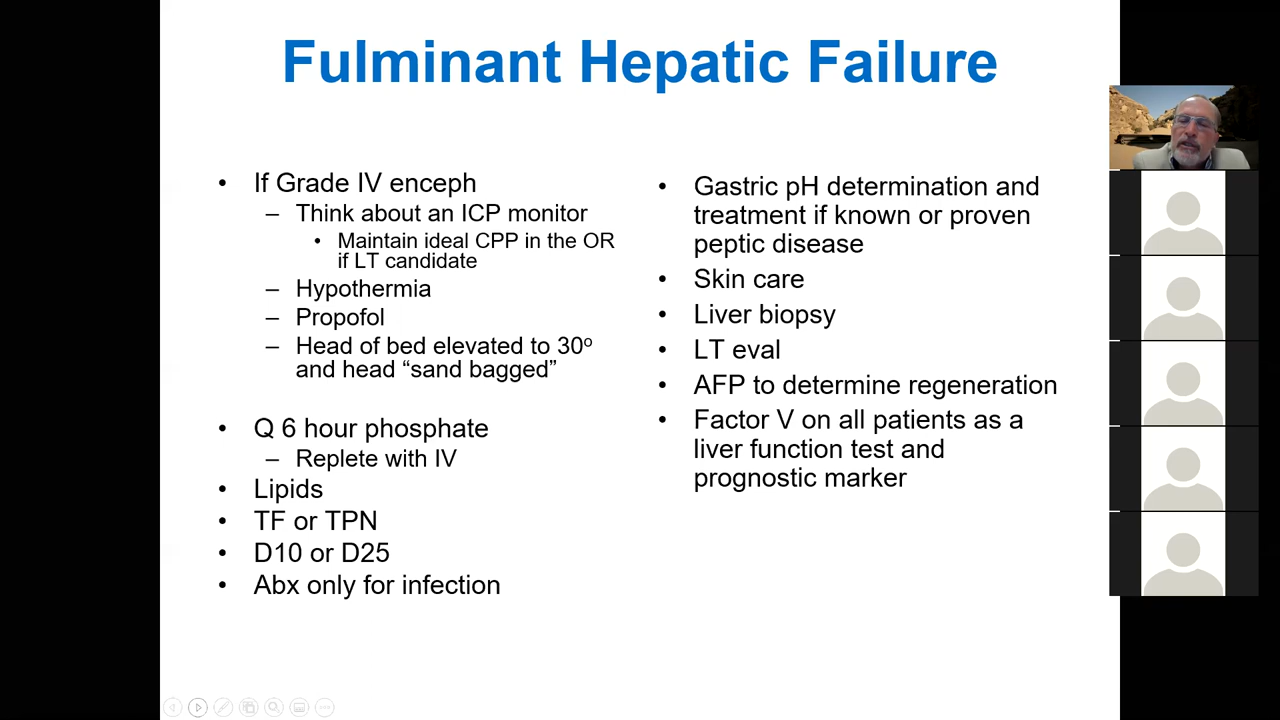 Fulminant Hepatic Failure
• If Grade IV enceph
– Think about an ICP monitor
• Maintain ideal CPP in the OR
if LT candidate
– Hypothermia
– Propofol
– Head of bed elevated to 30º
and head “sand bagged”
• Q 6 hour phosphate
– Replete with IV
• Lipids
• TF or TPN
• D10 or D25
• Abx only for infection
• Gastric pH determination and
treatment if known or proven
peptic disease
• Skin care
• Liver biopsy
• LT eval
• AFP to determine regeneration
• Factor V on all patients as a
liver function test and
prognostic marker